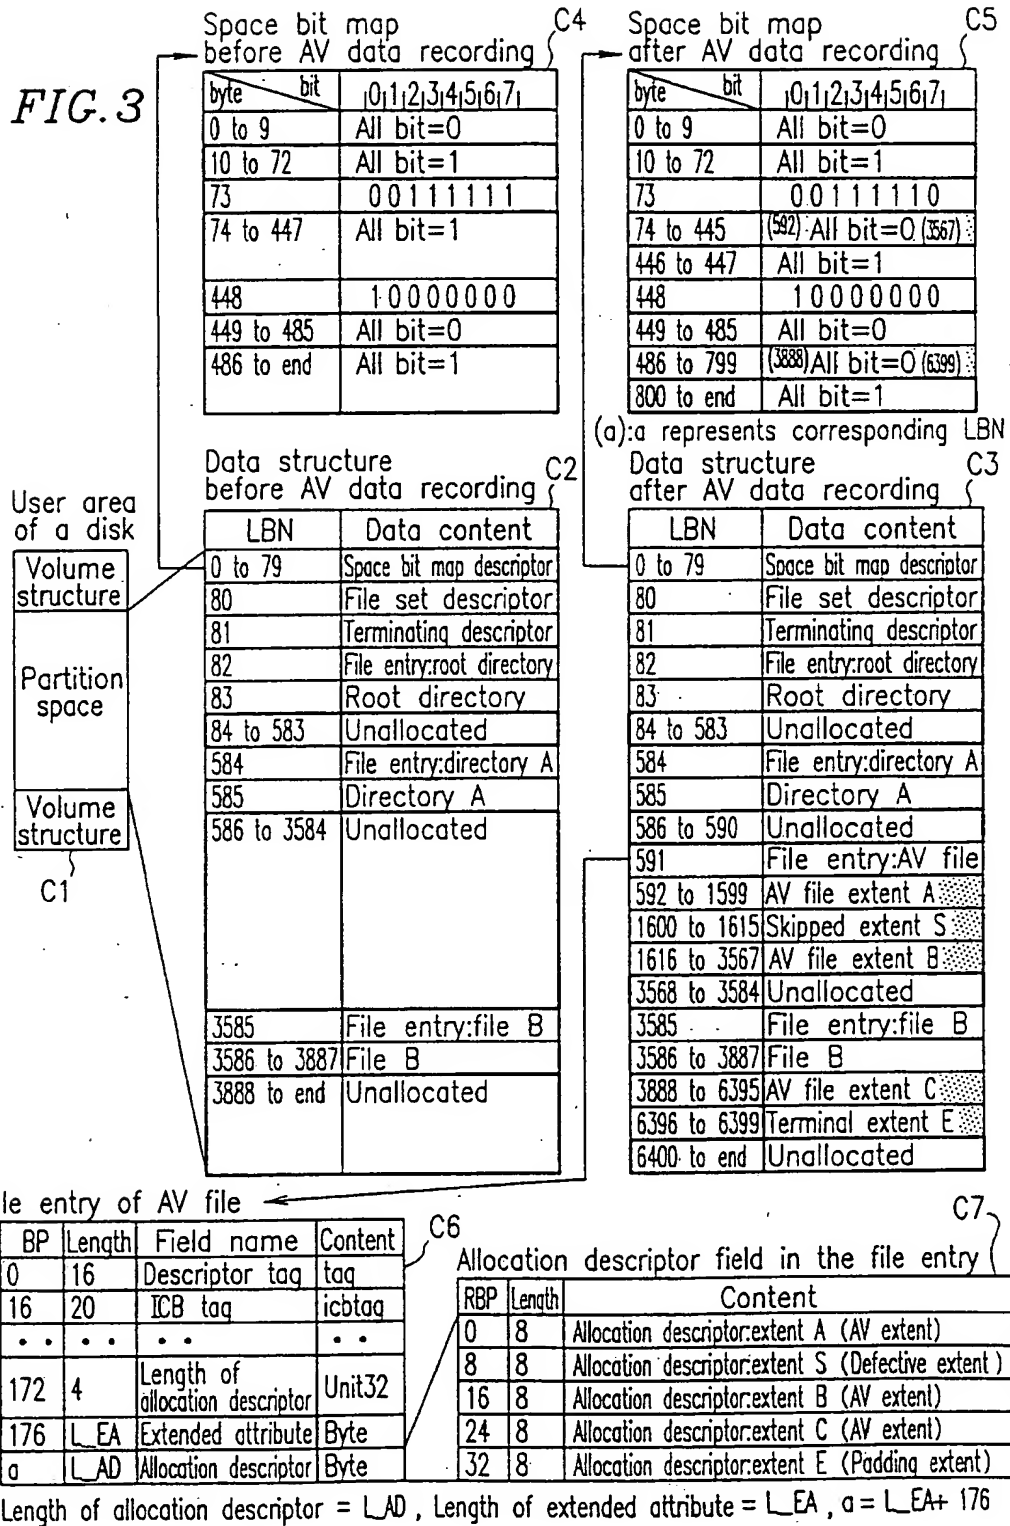 FIG. 3
Space bit map
before AV data recording
C4
byte bit 0 1 2 3 4 5 6 7
0 to 9 All bit=0
10 to 72 All bit=1
73 0 0 1 1 1 1 1 1
74 to 447 All bit=1
448 1 0 0 0 0 0 0 0
449 to 485 All bit=0
486 to end All bit=1
Space bit map
after AV data recording
C5
byte bit 0 1 2 3 4 5 6 7
0 to 9 All bit=0
10 to 72 All bit=1
73 0 0 1 1 1 1 1 0
74 to 445 (592) All bit=0 (3567)
446 to 447 All bit=1
448 1 0 0 0 0 0 0 0
449 to 485 All bit=0
486 to 799 (3888) All bit=0 (6399)
800 to end All bit=1
(a):a represents corresponding LBN
User area
of a disk
Volume
structure
Partition
space
Volume
structure
C1
Data structure
before AV data recording
C2
LBN Data content
0 to 79 Space bit map descriptor
80 File set descriptor
81 Terminating descriptor
82 File entry:root directory
83 Root directory
84 to 583 Unallocated
584 File entry:directory A
585 Directory A
586 to 3584 Unallocated
3585 File entry:file B
3586 to 3887 File B
3888 to end Unallocated
Data structure
after AV data recording
C3
LBN Data content
0 to 79 Space bit map descriptor
80 File set descriptor
81 Terminating descriptor
82 File entry:root directory
83 Root directory
84 to 583 Unallocated
584 File entry:directory A
585 Directory A
586 to 590 Unallocated
591 File entry:AV file
592 to 1599 AV file extent A
1600 to 1615 Skipped extent S
1616 to 3567 AV file extent B
3568 to 3584 Unallocated
3585 File entry:file B
3586 to 3887 File B
3888 to 6395 AV file extent C
6396 to 6399 Terminal extent E
6400 to end Unallocated
le entry of AV file
C6
BP Length Field name Content
0 16 Descriptor tag tag
16 20 ICB tag icbtag
• • • • • • • •
172 4 Length of allocation descriptor Unit32
176 L_EA Extended attribute Byte
a L_AD Allocation descriptor Byte
C7
Allocation descriptor field in the file entry
RBP Length Content
0 8 Allocation descriptor:extent A (AV extent)
8 8 Allocation descriptor:extent S (Defective extent)
16 8 Allocation descriptor:extent B (AV extent)
24 8 Allocation descriptor:extent C (AV extent)
32 8 Allocation descriptor:extent E (Padding extent)
Length of allocation descriptor = L_AD , Length of extended attribute = L_EA , a = L_EA+ 176